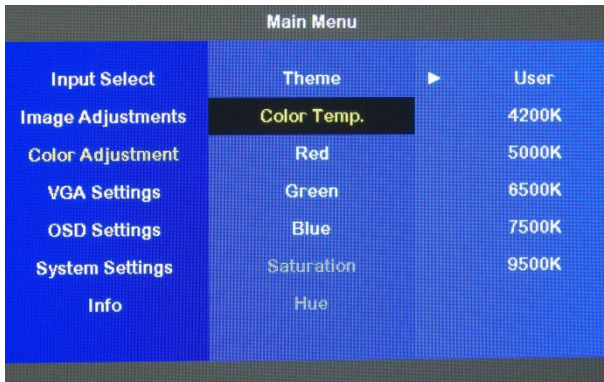 Main Menu
Input Select
Image Adjustments
Color Adjustment
VGA Settings
OSD Settings
System Settings
Info
Theme
Color Temp.
Red
Green
Blue
Saturation
Hue
User
4200K
5000K
6500K
7500K
9500K